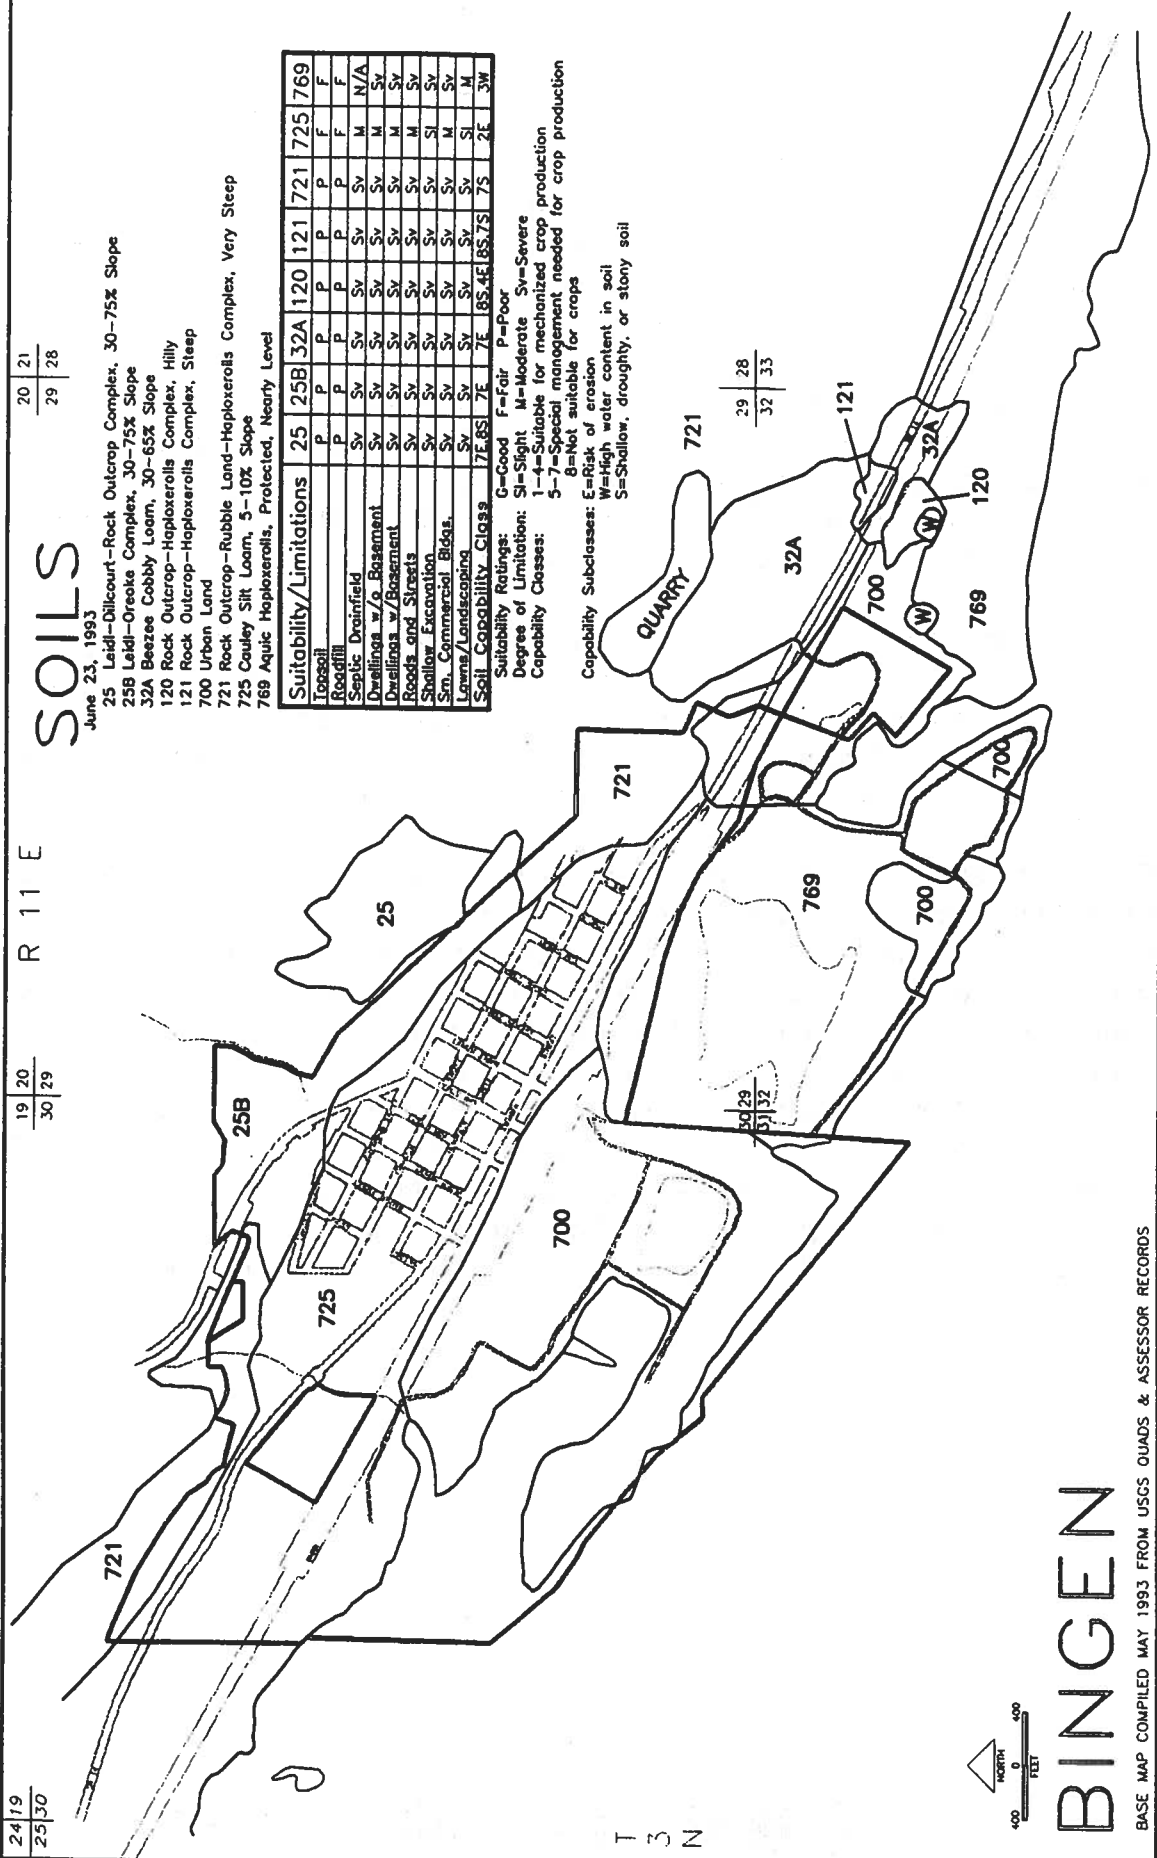 SOILS
June 23, 1993
25 Leidl-Dillcourt-Rock Outcrop Complex, 30-75% Slope
25B Leidl-Oreake Complex, 30-75% Slope
32A Beezee Cobbly Loam, 30-65% Slope
120 Rock Outcrop-Haploxerolls Complex, Hilly
121 Rock Outcrop-Haploxerolls Complex, Steep
700 Urban Land
721 Rock Outcrop-Rubble Land-Haploxerolls Complex, Very Steep
725 Cauley Silt Loam, 5-10% Slope
769 Aquic Haploxerolls, Protected, Nearly Level
Suitability/Limitations 25 25B 32A 120 121 721 725 769
Topsoil P P P P P P F F
Roadfill P P P P P P F F
Septic Drainfield Sv Sv Sv Sv Sv Sv M N/A
Dwellings w/o Basement Sv Sv Sv Sv Sv Sv M Sv
Dwellings w/Basement Sv Sv Sv Sv Sv Sv M Sv
Roads and Streets Sv Sv Sv Sv Sv Sv M Sv
Shallow Excavation Sv Sv Sv Sv Sv Sv Sl Sv
Sm. Commercial Bldgs. Sv Sv Sv Sv Sv Sv M Sv
Lawns/Landscaping Sv Sv Sv Sv Sv Sv Sl M
Soil Capability Class 7E,8S 7E 7E 8S,4E 8S,7S 7S 2E 3W
Suitability Ratings: G=Good F=Fair P=Poor
Degree of Limitation: Sl=Slight M=Moderate Sv=Severe
Capability Classes: 1-4=Suitable for mechanized crop production
5-7=Special management needed for crop production
8=Not suitable for crops
Capability Subclasses: E=Risk of erosion
W=High water content in soil
S=Shallow, droughty, or stony soil
24 19
25 30
19 20
30 29
R 11 E
20 21
29 28
721
25B
25
725
721
QUARRY
721
32A
29 28
32 33
121
32A
120
W
W
700
769
700
769
700
700
30 29
31 32
T
3
N
400 0 400
NORTH
FEET
BINGEN
BASE MAP COMPILED MAY 1993 FROM USGS QUADS & ASSESSOR RECORDS